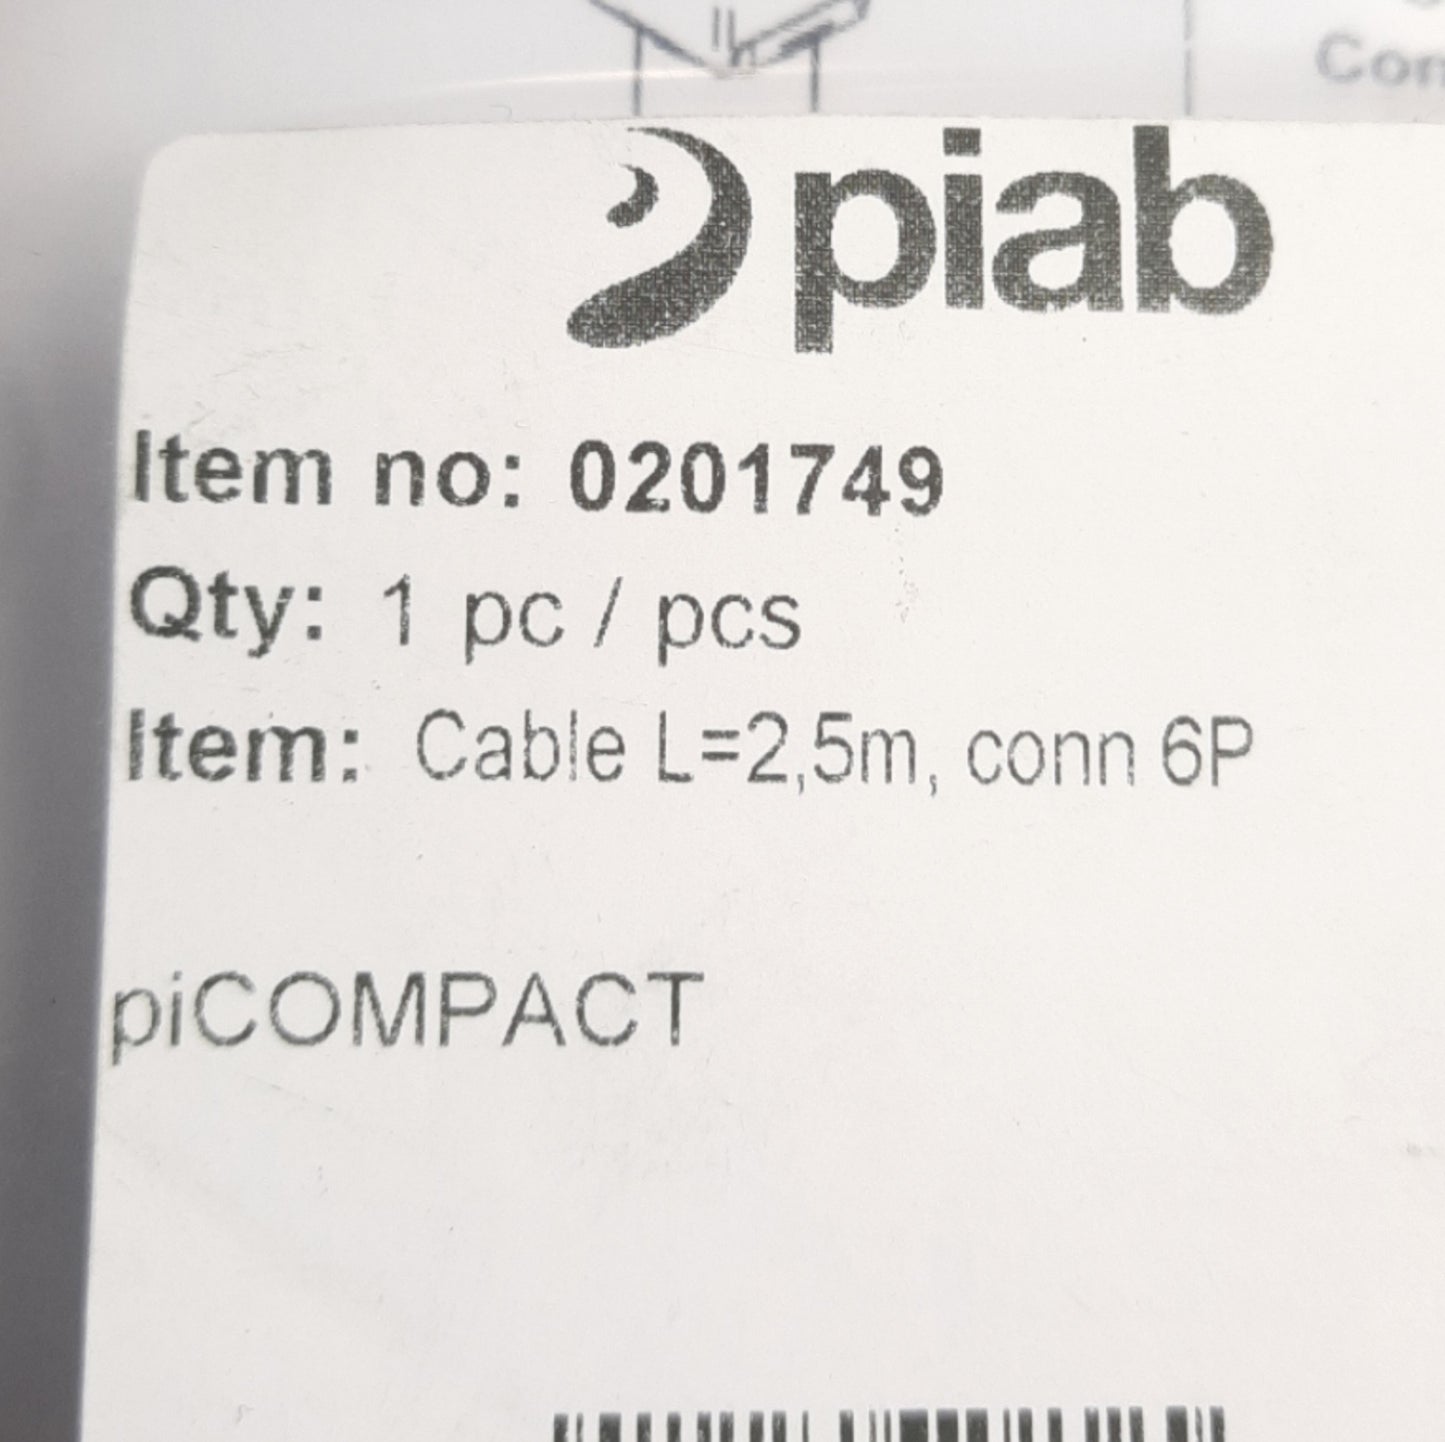 piab
Item no: 0201749
Qty: 1 pc / pcs
Item: Cable L=2,5m, conn 6P
piCOMPACT